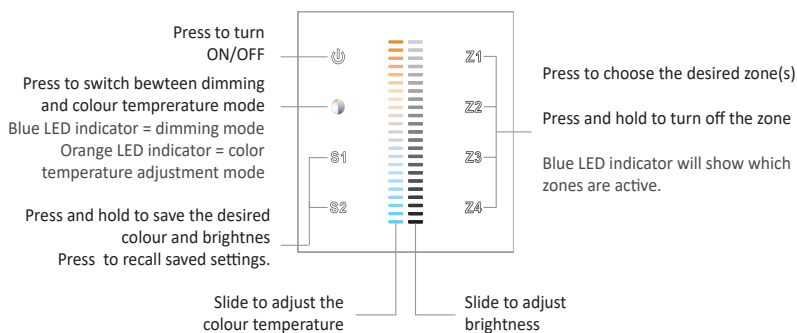 Press to turn
ON/OFF
Press to switch bewteen dimming
and colour temprerature mode
Blue LED indicator = dimming mode
Orange LED indicator = color
temperature adjustment mode
Press and hold to save the desired
colour and brightnes
Press to recall saved settings.
S1
S2
Z1
Z2
Z3
Z4
Press to choose the desired zone(s)
Press and hold to turn off the zone
Blue LED indicator will show which
zones are active.
Slide to adjust the
colour temperature
Slide to adjust
brightness